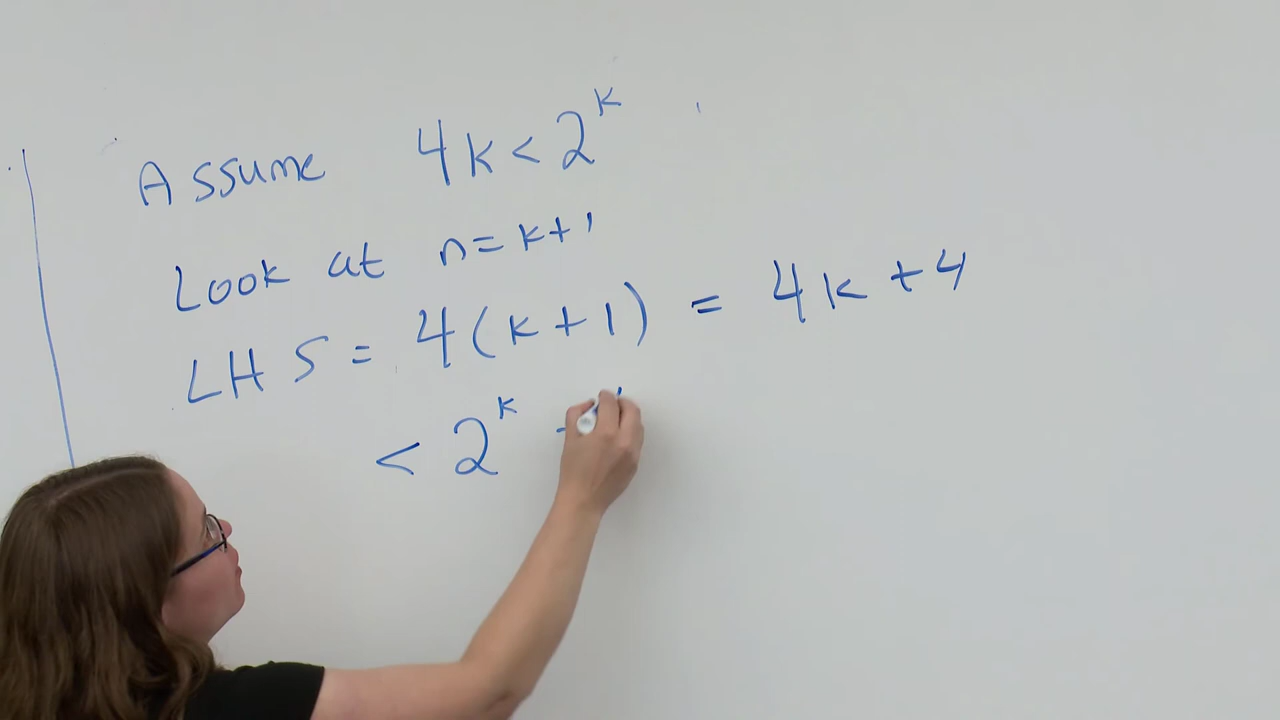 Assume 4k < 2^k
Look at n = k+1
LHS = 4(k+1) = 4k+4
< 2^k